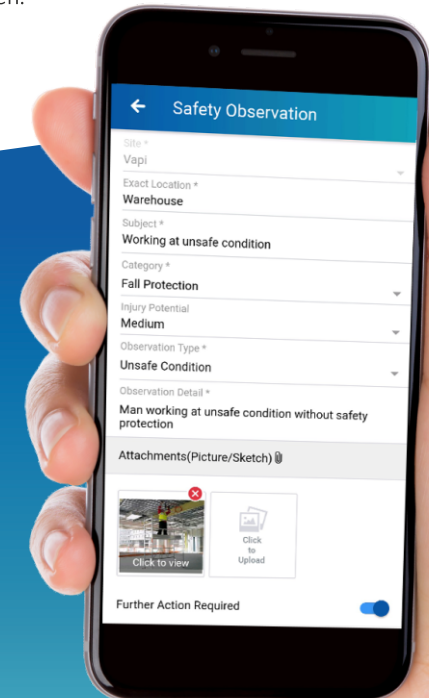 Safety Observation
Site *
Vapi
Exact Location *
Warehouse
Subject *
Working at unsafe condition
Category *
Fall Protection
Injury Potential
Medium
Observation Type *
Unsafe Condition
Observation Detail *
Man working at unsafe condition without safety
protection
Attachments(Picture/Sketch)
Click to view
Click
to
Upload
Further Action Required